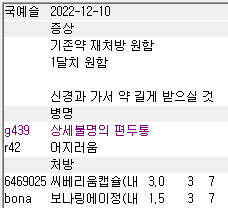 국예슬 2022-12-10
증상
기존약 재처방 원함
1달치 원함

신경과 가서 약 길게 받으실 것
병명
g439 상세불명의 편두통
r42 어지러움
처방
6469025 씨베리움캡슐(내 3.0 3 7
bona 보나링에이정(내 1.5 3 7